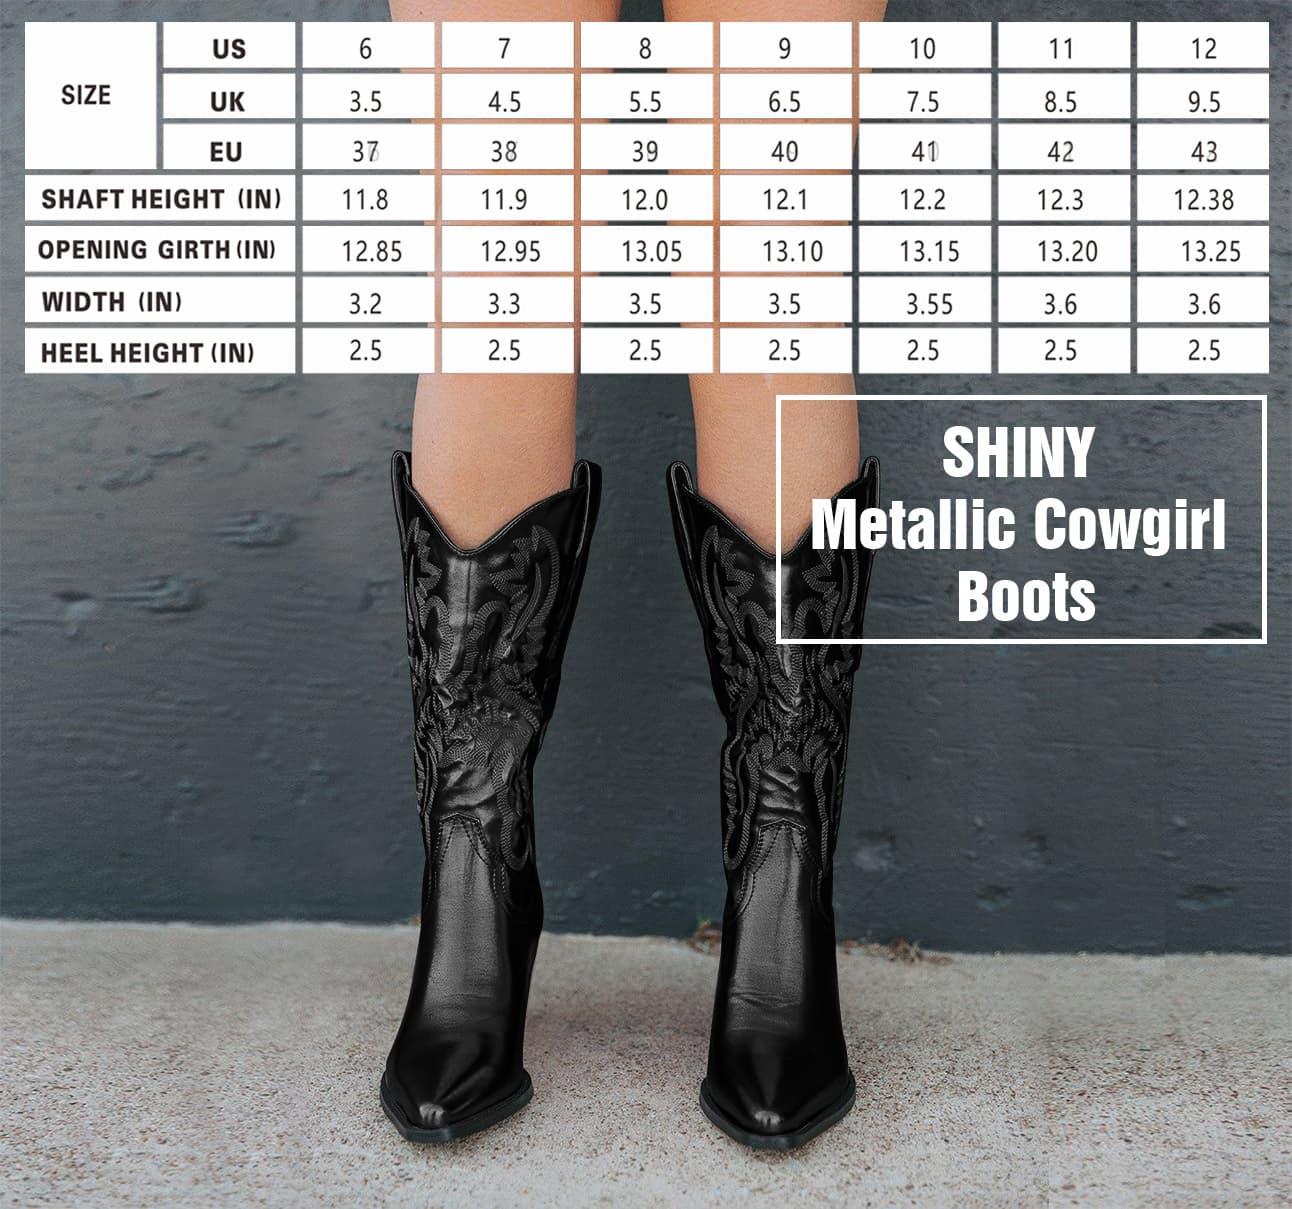 SIZE US 6 7 8 9 10 11 12
UK 3.5 4.5 5.5 6.5 7.5 8.5 9.5
EU 37 38 39 40 41 42 43
SHAFT HEIGHT (IN) 11.8 11.9 12.0 12.1 12.2 12.3 12.38
OPENING GIRTH (IN) 12.85 12.95 13.05 13.10 13.15 13.20 13.25
WIDTH (IN) 3.2 3.3 3.5 3.5 3.55 3.6 3.6
HEEL HEIGHT (IN) 2.5 2.5 2.5 2.5 2.5 2.5 2.5
SHINY
Metallic Cowgirl
Boots